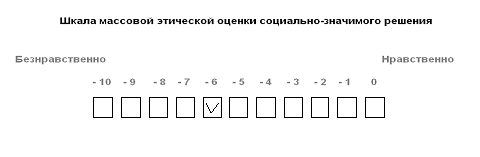 Шкала массовой этической оценки социально-значимого решения
Безнравственно Нравственно
- 10 - 9 - 8 - 7 - 6 - 5 - 4 - 3 - 2 - 1 0